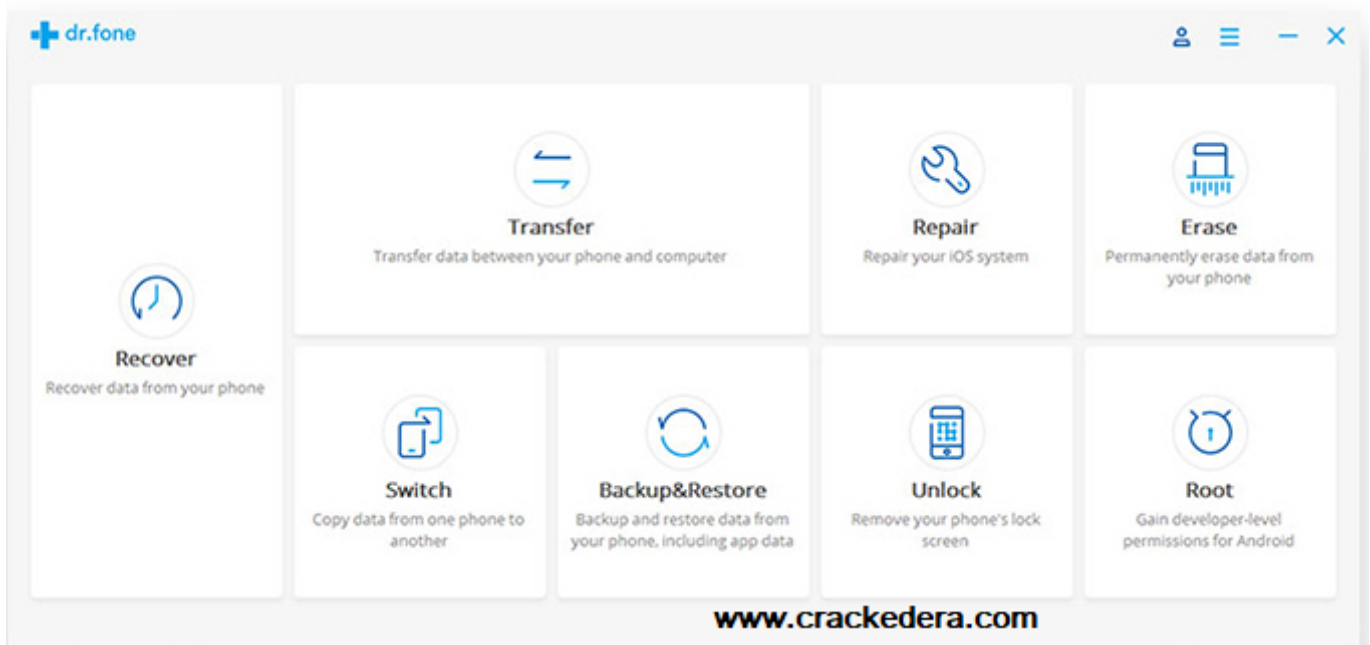 dr.fone
Recover
Recover data from your phone
Transfer
Transfer data between your phone and computer
Repair
Repair your iOS system
Erase
Permanently erase data from
your phone
Switch
Copy data from one phone to
another
Backup&Restore
Backup and restore data from
your phone, including app data
Unlock
Remove your phone's lock
screen
Root
Gain developer-level
permissions for Android
www.crackedera.com